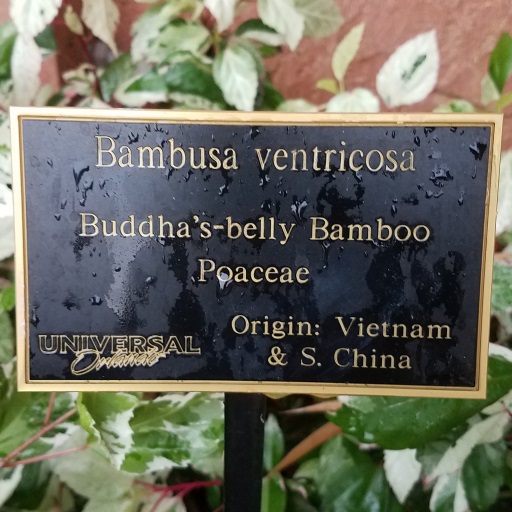 Bambusa ventricosa
Buddha's-belly Bamboo
Poaceae
Origin: Vietnam
& S. China
UNIVERSAL
Orlando